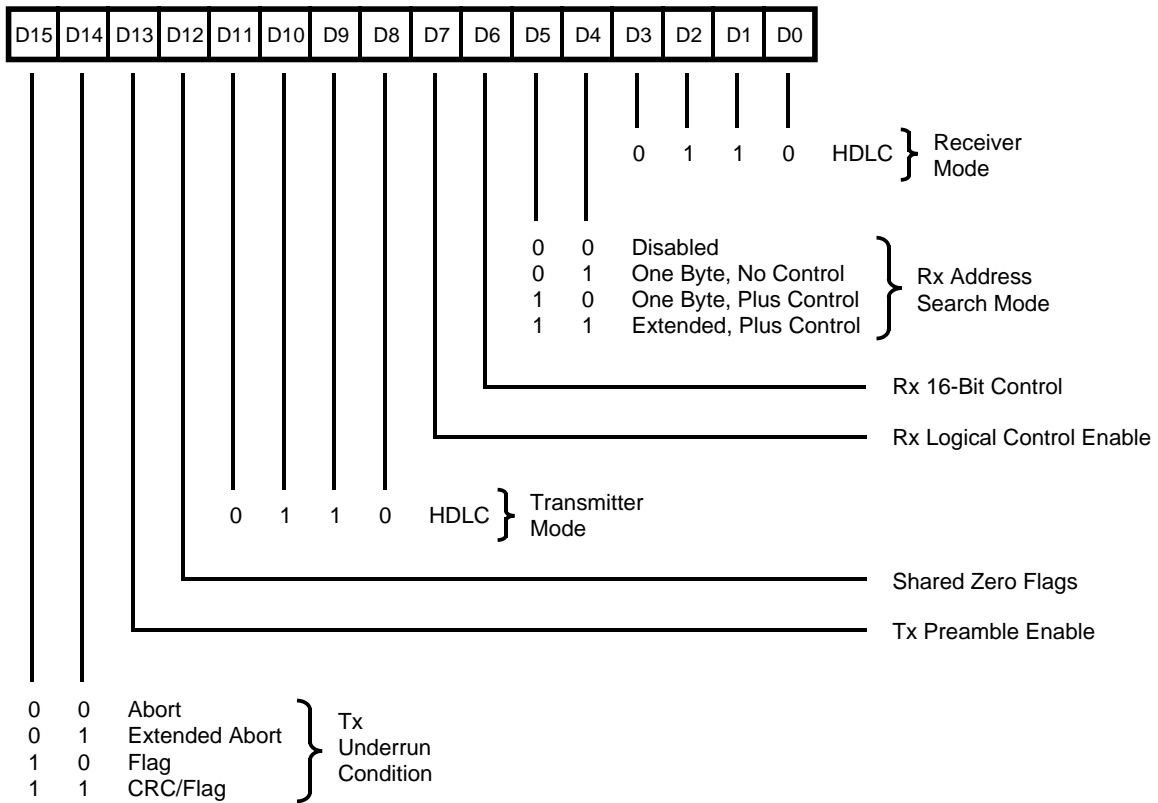 D15 D14 D13 D12 D11 D10 D9 D8 D7 D6 D5 D4 D3 D2 D1 D0
0 1 1 0 HDLC
Receiver
Mode
0 0 Disabled
0 1 One Byte, No Control
1 0 One Byte, Plus Control
1 1 Extended, Plus Control
Rx Address
Search Mode
Rx 16-Bit Control
Rx Logical Control Enable
0 1 1 0 HDLC
Transmitter
Mode
Shared Zero Flags
Tx Preamble Enable
0 0 Abort
0 1 Extended Abort
1 0 Flag
1 1 CRC/Flag
Tx
Underrun
Condition